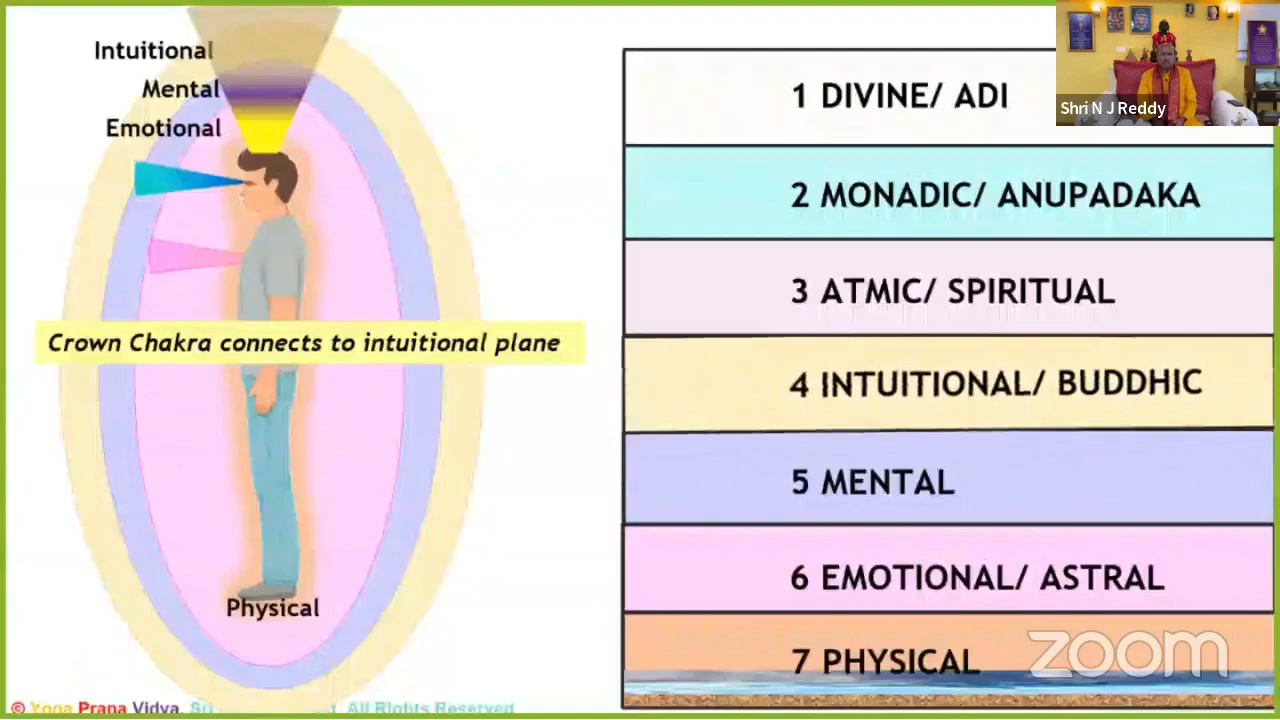 Intuitional
Mental
Emotional
Crown Chakra connects to intuitional plane
Physical
© Yoga Prana Vidya, All Rights Reserved
1 DIVINE/ ADI
2 MONADIC/ ANUPADAKA
3 ATMIC/ SPIRITUAL
4 INTUITIONAL/ BUDDHIC
5 MENTAL
6 EMOTIONAL/ ASTRAL
7 PHYSICAL
Shri N J Reddy
zoom